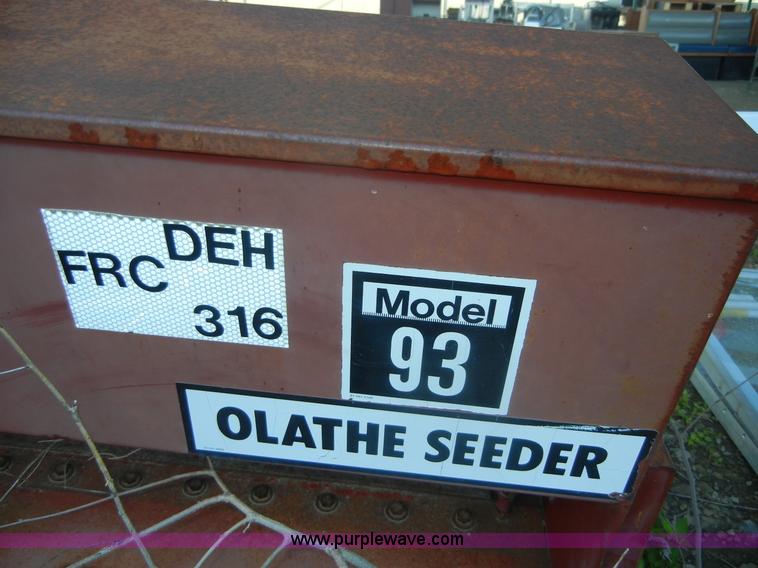 DEH
FRC
316
Model
93
OLATHE SEEDER
www.purplewave.com